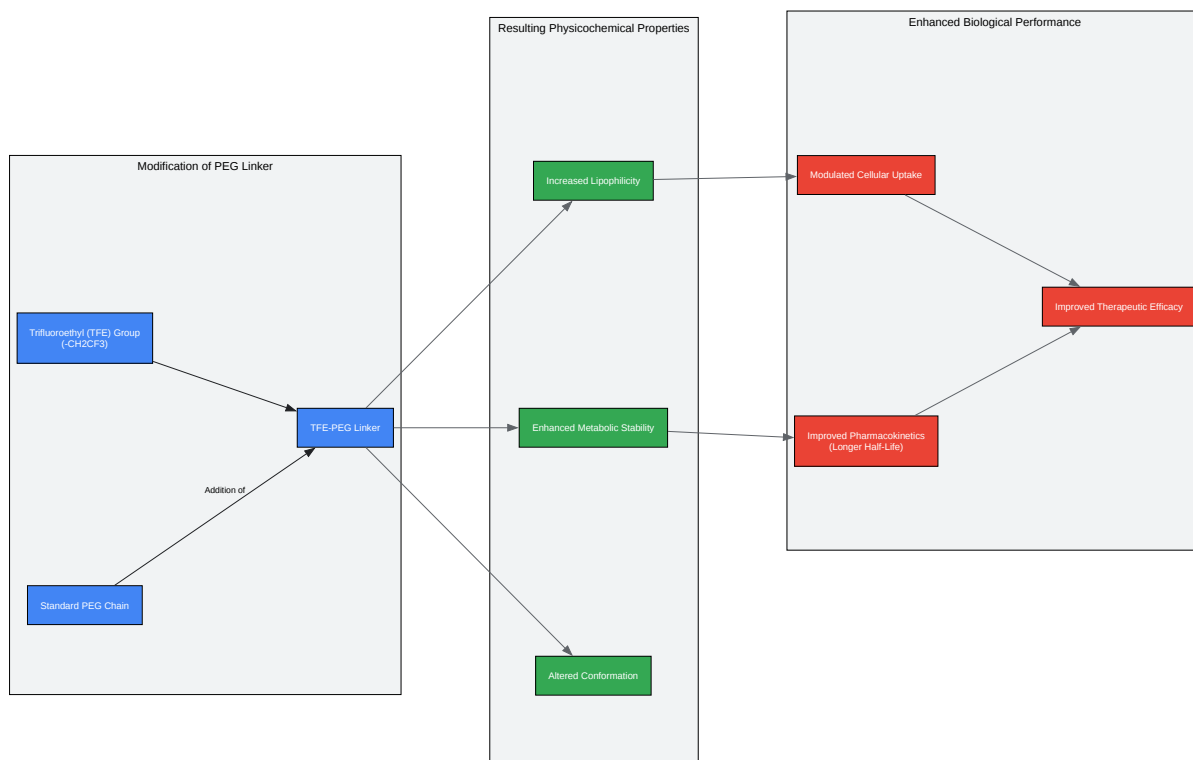 Modification of PEG Linker
Trifluoroethyl (TFE) Group
(-CH2CF3)
TFE-PEG Linker
Addition of
Standard PEG Chain
Resulting Physicochemical Properties
Increased Lipophilicity
Enhanced Metabolic Stability
Altered Conformation
Enhanced Biological Performance
Modulated Cellular Uptake
Improved Therapeutic Efficacy
Improved Pharmacokinetics
(Longer Half-Life)